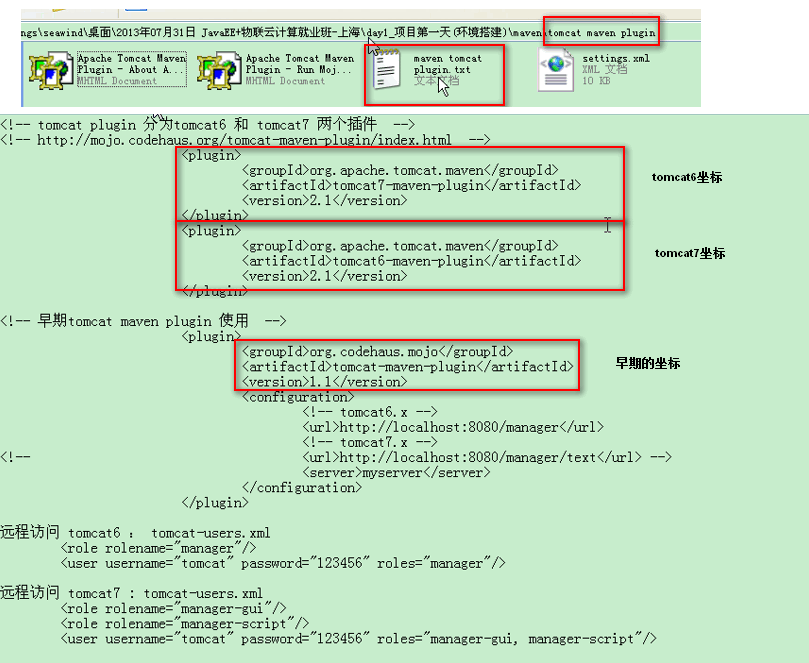 ngs\seawind\桌面\2013年07月31日 JavaEE+物联云计算就业班-上海\day1_项目第一天(环境搭建)\maven\tomcat maven plugin
Apache Tomcat Maven
Plugin - About A...
MHTML Document
Apache Tomcat Maven
Plugin - Run Moj...
MHTML Document
maven tomcat
plugin.txt
文本文档
settings.xml
XML 文档
10 KB
<!-- tomcat plugin 分为tomcat6 和 tomcat7 两个插件 -->
<!-- http://mojo.codehaus.org/tomcat-maven-plugin/index.html -->
<plugin>
<groupId>org.apache.tomcat.maven</groupId>
tomcat6坐标
<artifactId>tomcat7-maven-plugin</artifactId>
<version>2.1</version>
</plugin>
<plugin>
<groupId>org.apache.tomcat.maven</groupId>
tomcat7坐标
<artifactId>tomcat6-maven-plugin</artifactId>
<version>2.1</version>
</plugin>
<!-- 早期tomcat maven plugin 使用 -->
<plugin>
<groupId>org.codehaus.mojo</groupId>
早期的坐标
<artifactId>tomcat-maven-plugin</artifactId>
<version>1.1</version>
<configuration>
<!-- tomcat6.x -->
<url>http://localhost:8080/manager</url>
<!-- tomcat7.x -->
<!-- <url>http://localhost:8080/manager/text</url> -->
<server>myserver</server>
</configuration>
</plugin>
远程访问 tomcat6 : tomcat-users.xml
<role rolename="manager"/>
<user username="tomcat" password="123456" roles="manager"/>
远程访问 tomcat7 : tomcat-users.xml
<role rolename="manager-gui"/>
<role rolename="manager-script"/>
<user username="tomcat" password="123456" roles="manager-gui, manager-script"/>